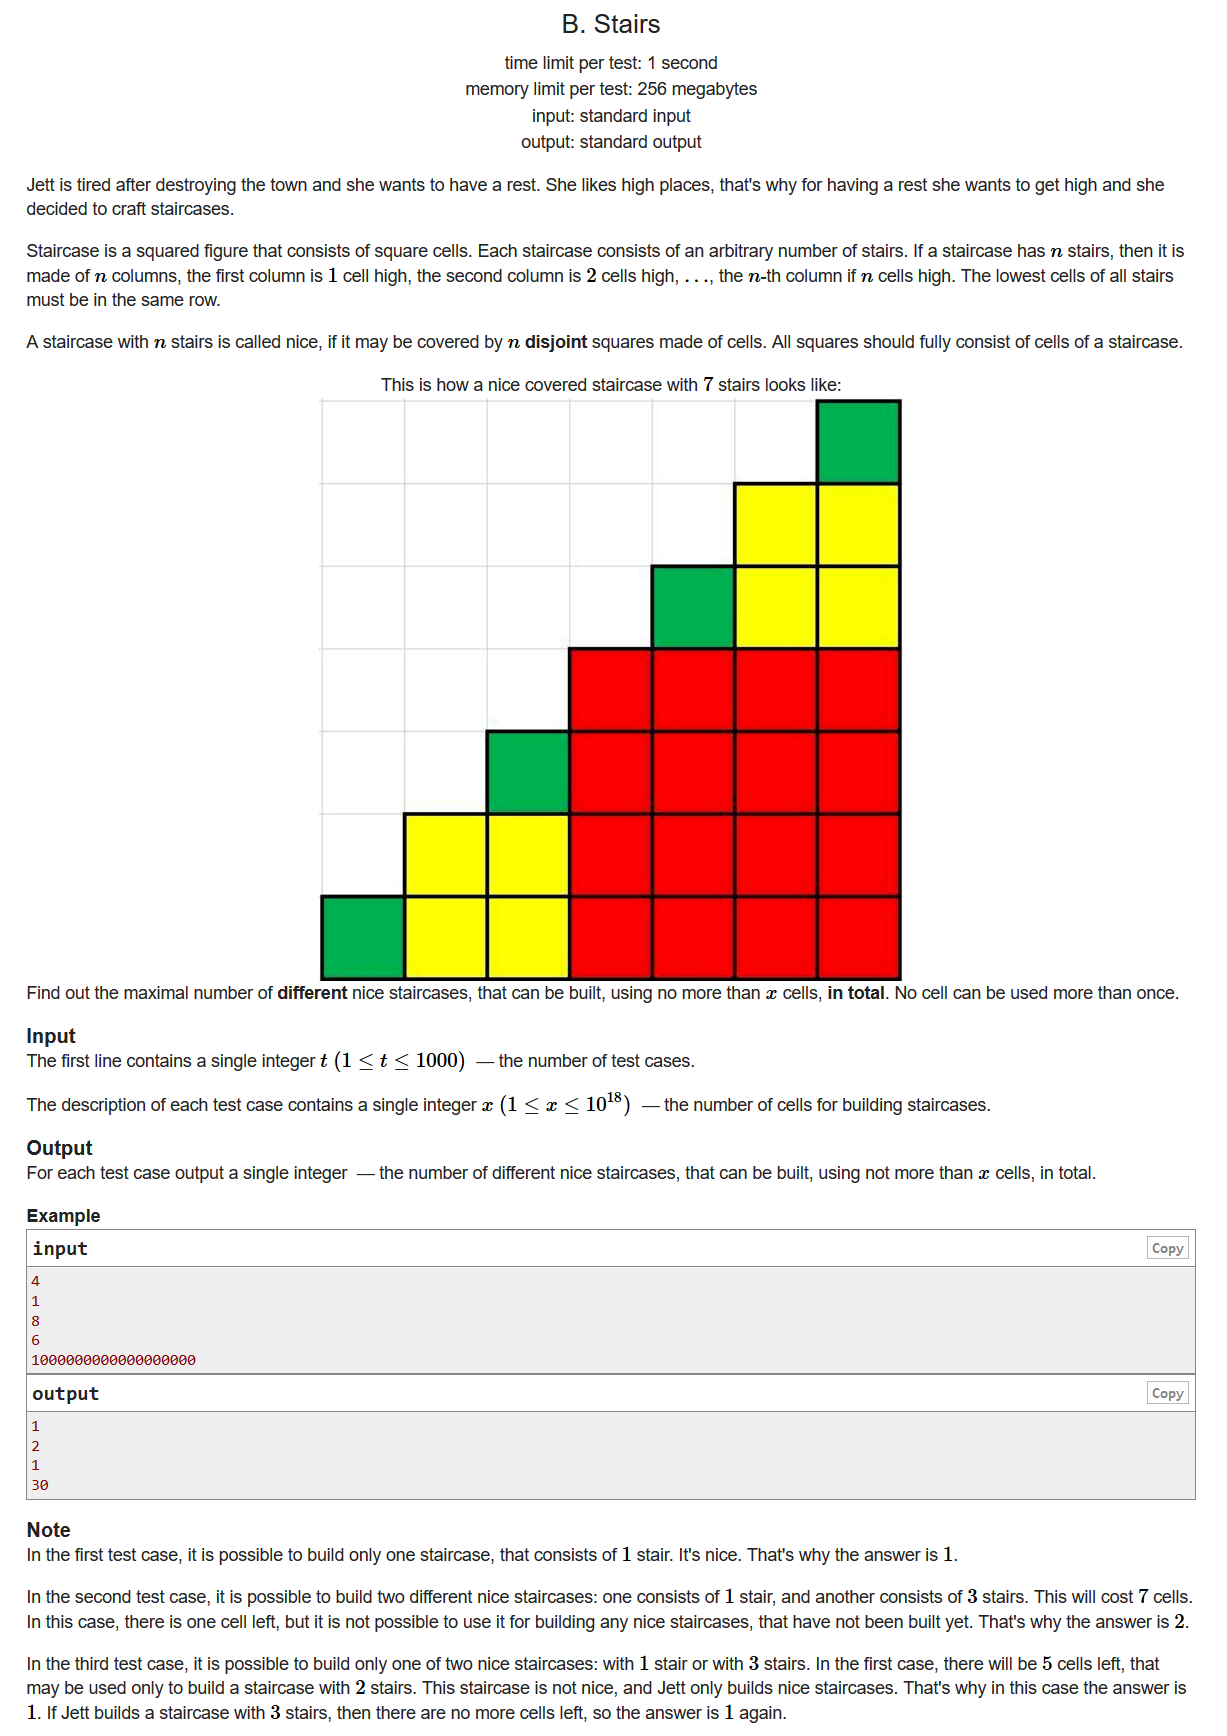 B. Stairs
time limit per test: 1 second
memory limit per test: 256 megabytes
input: standard input
output: standard output
Jett is tired after destroying the town and she wants to have a rest. She likes high places, that's why for having a rest she wants to get high and she
decided to craft staircases.
Staircase is a squared figure that consists of square cells. Each staircase consists of an arbitrary number of stairs. If a staircase has n stairs, then it is
made of n columns, the first column is 1 cell high, the second column is 2 cells high, ..., the n-th column if n cells high. The lowest cells of all stairs
must be in the same row.
A staircase with n stairs is called nice, if it may be covered by n disjoint squares made of cells. All squares should fully consist of cells of a staircase.
This is how a nice covered staircase with 7 stairs looks like:
Find out the maximal number of different nice staircases, that can be built, using no more than x cells, in total. No cell can be used more than once.
Input
The first line contains a single integer t (1 ≤ t ≤ 1000) — the number of test cases.
The description of each test case contains a single integer x (1 ≤ x ≤ 10^18) — the number of cells for building staircases.
Output
For each test case output a single integer — the number of different nice staircases, that can be built, using not more than x cells, in total.
Example
input Copy
4
1
8
6
1000000000000000000
output Copy
1
2
1
30
Note
In the first test case, it is possible to build only one staircase, that consists of 1 stair. It's nice. That's why the answer is 1.
In the second test case, it is possible to build two different nice staircases: one consists of 1 stair, and another consists of 3 stairs. This will cost 7 cells.
In this case, there is one cell left, but it is not possible to use it for building any nice staircases, that have not been built yet. That's why the answer is 2.
In the third test case, it is possible to build only one of two nice staircases: with 1 stair or with 3 stairs. In the first case, there will be 5 cells left, that
may be used only to build a staircase with 2 stairs. This staircase is not nice, and Jett only builds nice staircases. That's why in this case the answer is
1. If Jett builds a staircase with 3 stairs, then there are no more cells left, so the answer is 1 again.